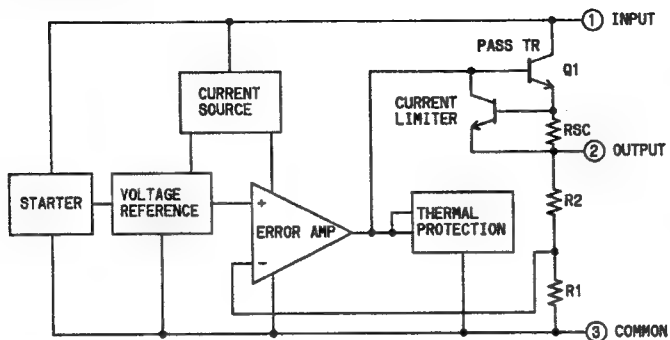 1 INPUT
PASS TR
Q1
CURRENT
SOURCE
CURRENT
LIMITER
RSC
2 OUTPUT
STARTER
VOLTAGE
REFERENCE
+
ERROR AMP
−
THERMAL
PROTECTION
R2
R1
3 COMMON